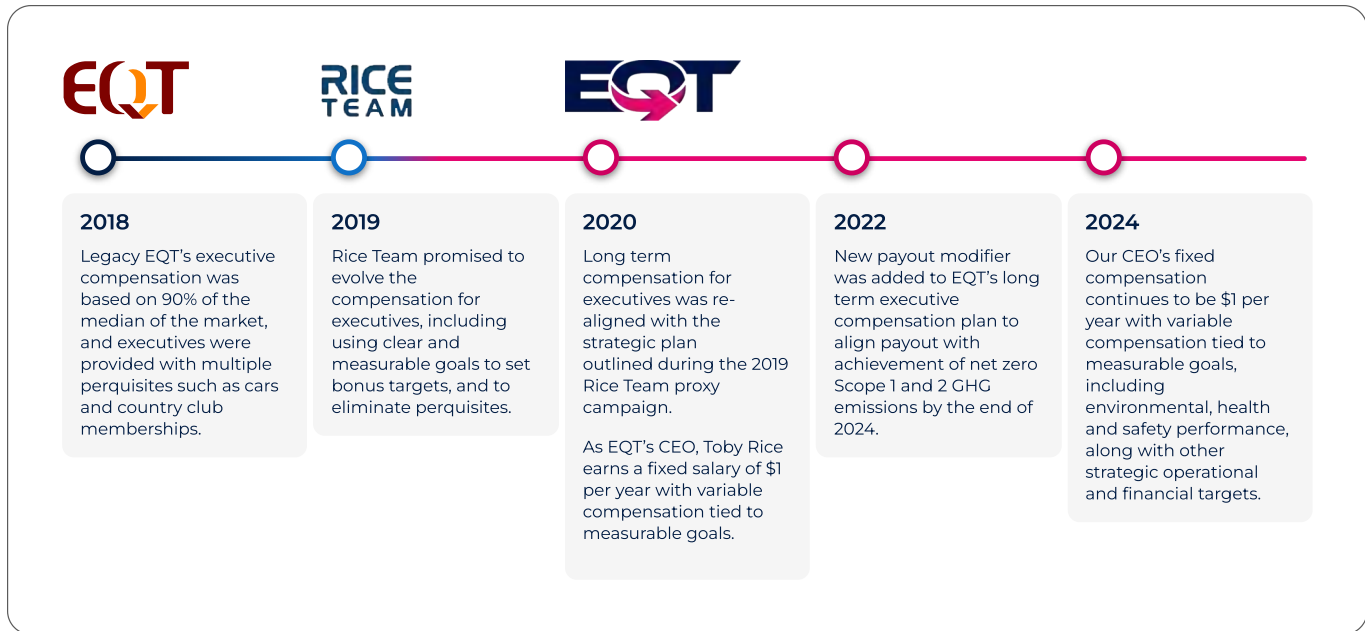 EQT
RICE
TEAM
EQT
2018
Legacy EQT’s executive
compensation was
based on 90% of the
median of the market,
and executives were
provided with multiple
perquisites such as cars
and country club
memberships.
2019
Rice Team promised to
evolve the
compensation for
executives, including
using clear and
measurable goals to set
bonus targets, and to
eliminate perquisites.
2020
Long term
compensation for
executives was re-
aligned with the
strategic plan
outlined during the 2019
Rice Team proxy
campaign.
As EQT’s CEO, Toby Rice
earns a fixed salary of $1
per year with variable
compensation tied to
measurable goals.
2022
New payout modifier
was added to EQT’s long
term executive
compensation plan to
align payout with
achievement of net zero
Scope 1 and 2 GHG
emissions by the end of
2024.
2024
Our CEO’s fixed
compensation
continues to be $1 per
year with variable
compensation tied to
measurable goals,
including
environmental, health
and safety performance,
along with other
strategic operational
and financial targets.